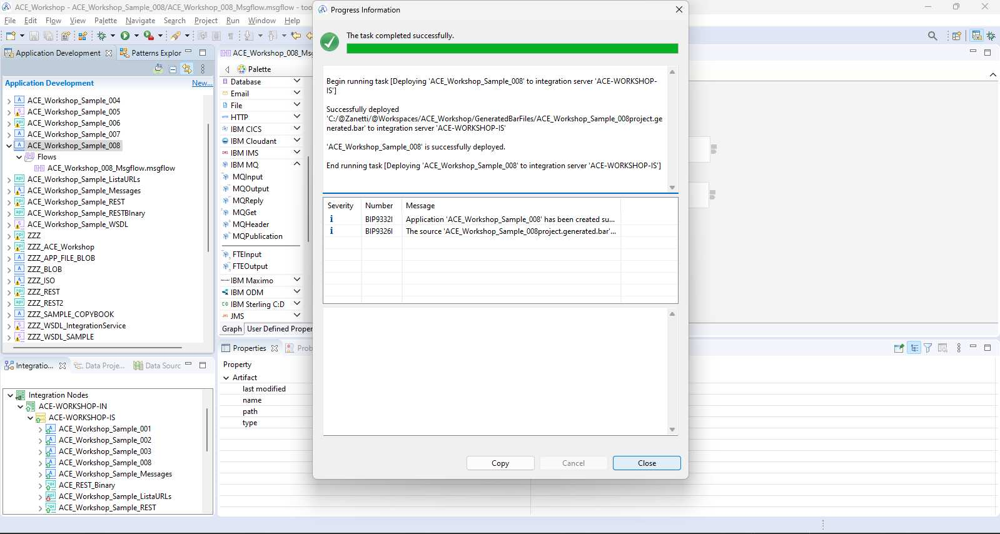 ACE_Workshop - ACE_Workshop_Sample_008/ACE_Workshop_008_Msgflow.msgflow - too
File Edit Flow View Palette Navigate Search Project Run Window Help
Application Development
Patterns Explor
Application Development
New...
ACE_Workshop_Sample_004
ACE_Workshop_Sample_005
ACE_Workshop_Sample_006
ACE_Workshop_Sample_007
ACE_Workshop_Sample_008
Flows
ACE_Workshop_008_Msgflow.msgflow
ACE_Workshop_Sample_ListaURLs
ACE_Workshop_Sample_Messages
ACE_Workshop_Sample_REST
ACE_Workshop_Sample_RESTBInary
ACE_Workshop_Sample_WSDL
ZZZ
ZZZ_ACE_Workshop
ZZZ_APP_FILE_BLOB
ZZZ_BLOB
ZZZ_ISO
ZZZ_REST
ZZZ_REST2
ZZZ_SAMPLE_COPYBOOK
ZZZ_WSDL_IntegrationService
ZZZ_WSDL_SAMPLE
Integratio...
Data Proje...
Data Sourc
Integration Nodes
ACE-WORKSHOP-IN
ACE-WORKSHOP-IS
ACE_Workshop_Sample_001
ACE_Workshop_Sample_002
ACE_Workshop_Sample_003
ACE_Workshop_Sample_008
ACE_Workshop_Sample_Messages
ACE_REST_Binary
ACE_Workshop_Sample_ListaURLs
ACE_Workshop_Sample_REST
ACE_Workshop_008_Msg
Palette
Database
Email
File
HTTP
IBM CICS
IBM Cloudant
IBM IMS
IBM MQ
MQInput
MQOutput
MQReply
MQGet
MQHeader
MQPublication
FTEInput
FTEOutput
IBM Maximo
IBM ODM
IBM Sterling C:D
JMS
Graph
User Defined Proper
Properties
Prob
Property
Artifact
last modified
name
path
type
Progress Information
The task completed successfully.
Begin running task [Deploying 'ACE_Workshop_Sample_008' to integration server 'ACE-WORKSHOP-
IS']
Successfully deployed
'C:/@Zanetti/@Workspaces/ACE_Workshop/GeneratedBarFiles/ACE_Workshop_Sample_008project.ge
nerated.bar' to integration server 'ACE-WORKSHOP-IS'
'ACE_Workshop_Sample_008' is successfully deployed.
End running task [Deploying 'ACE_Workshop_Sample_008' to integration server 'ACE-WORKSHOP-IS']
Severity Number Message
BIP9332I Application 'ACE_Workshop_Sample_008' has been created su...
BIP9326I The source 'ACE_Workshop_Sample_008project.generated.bar'...
Copy
Cancel
Close